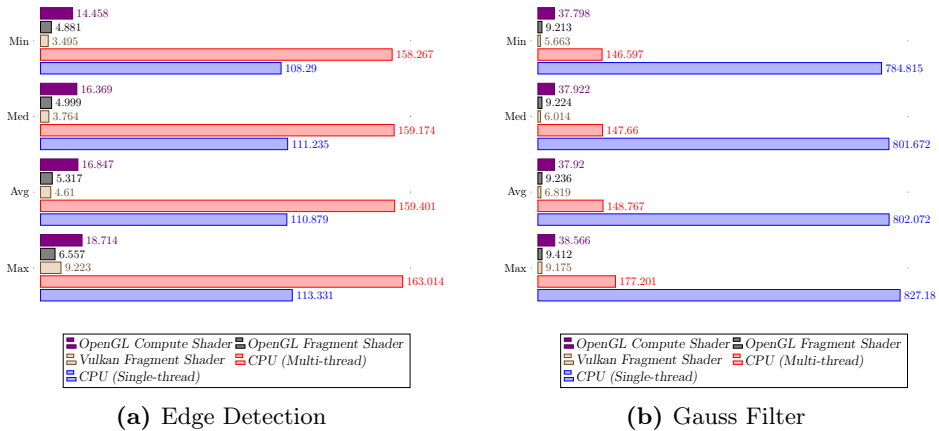 14.458
4.881
Min
3.495
158.267
108.29
16.369
4.999
Med
3.764
159.174
111.235
16.847
5.317
Avg
4.61
159.401
110.879
18.714
6.557
Max
9.223
163.014
113.331
OpenGL Compute Shader OpenGL Fragment Shader
Vulkan Fragment Shader CPU (Multi-thread)
CPU (Single-thread)
(a) Edge Detection
37.798
9.213
Min
5.663
146.597
784.815
37.922
9.224
Med
6.014
147.66
801.672
37.92
9.236
Avg
6.819
148.767
802.072
38.566
9.412
Max
9.175
177.201
827.18
OpenGL Compute Shader OpenGL Fragment Shader
Vulkan Fragment Shader CPU (Multi-thread)
CPU (Single-thread)
(b) Gauss Filter